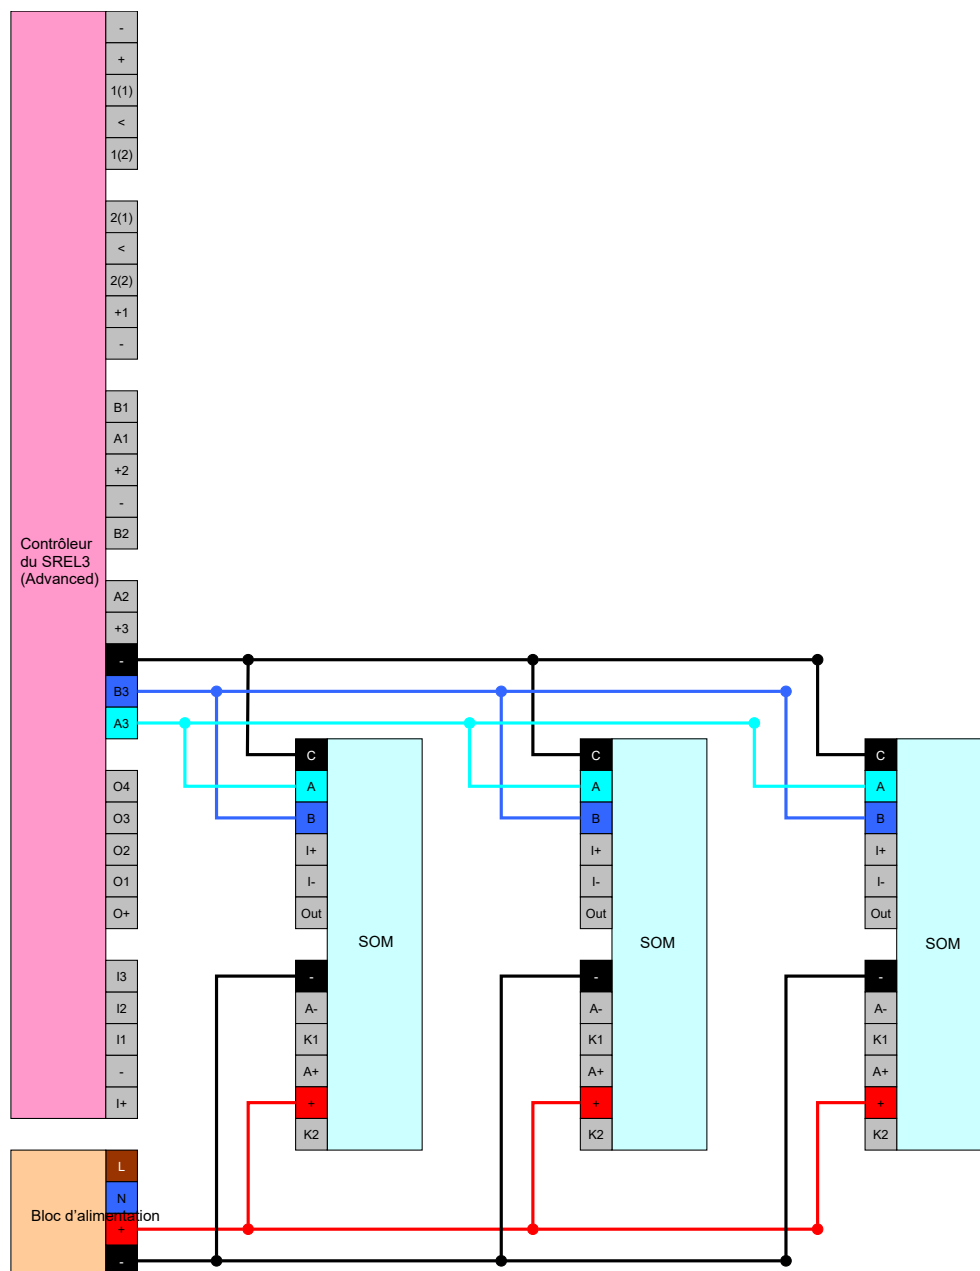 -
+
1(1)
<
1(2)
2(1)
<
2(2)
+1
-
B1
A1
+2
-
B2
Contrôleur
du SREL3
(Advanced)
A2
+3
-
B3
A3
O4
O3
O2
O1
O+
I3
I2
I1
-
I+
C
A
B
I+
I-
Out
SOM
-
A-
K1
A+
+
K2
C
A
B
I+
I-
Out
SOM
-
A-
K1
A+
+
K2
C
A
B
I+
I-
Out
SOM
-
A-
K1
A+
+
K2
L
N
Bloc d’alimentation
+
-